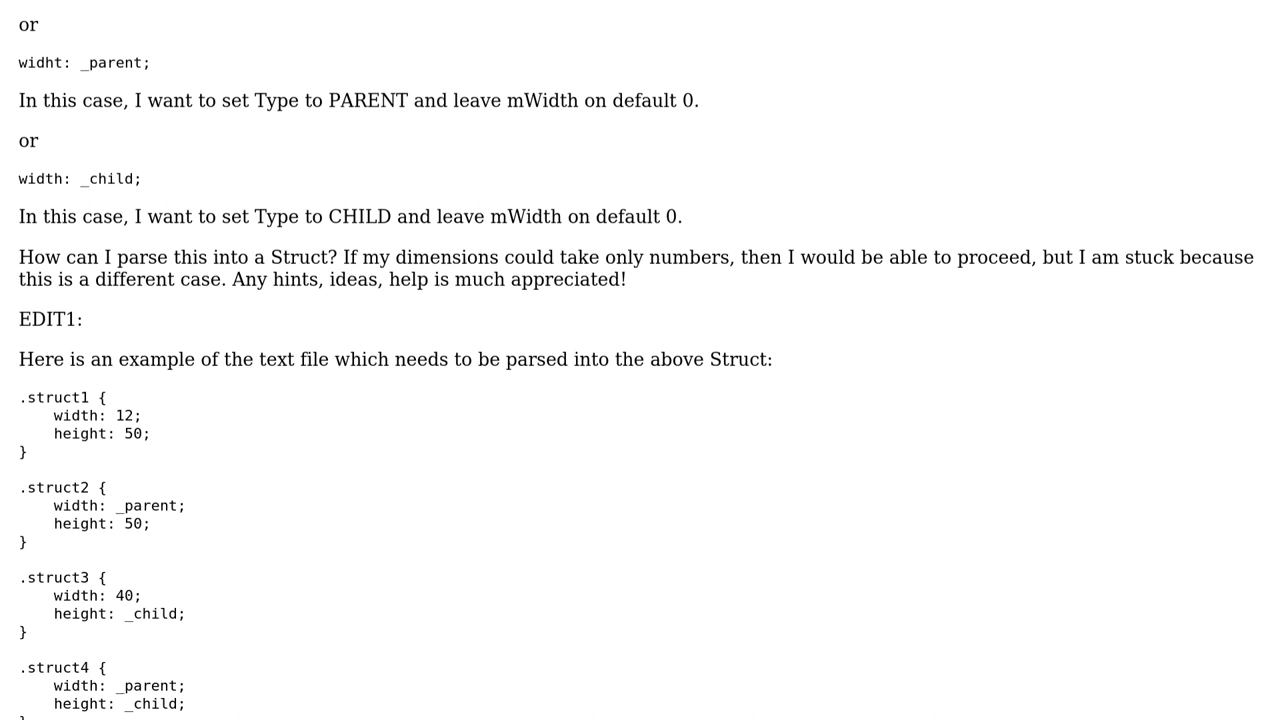 or
widht: _parent;
In this case, I want to set Type to PARENT and leave mWidth on default 0.
or
width: _child;
In this case, I want to set Type to CHILD and leave mWidth on default 0.
How can I parse this into a Struct? If my dimensions could take only numbers, then I would be able to proceed, but I am stuck because
this is a different case. Any hints, ideas, help is much appreciated!
EDIT1:
Here is an example of the text file which needs to be parsed into the above Struct:
.struct1 {
    width: 12;
    height: 50;
}
.struct2 {
    width: _parent;
    height: 50;
}
.struct3 {
    width: 40;
    height: _child;
}
.struct4 {
    width: _parent;
    height: _child;
}